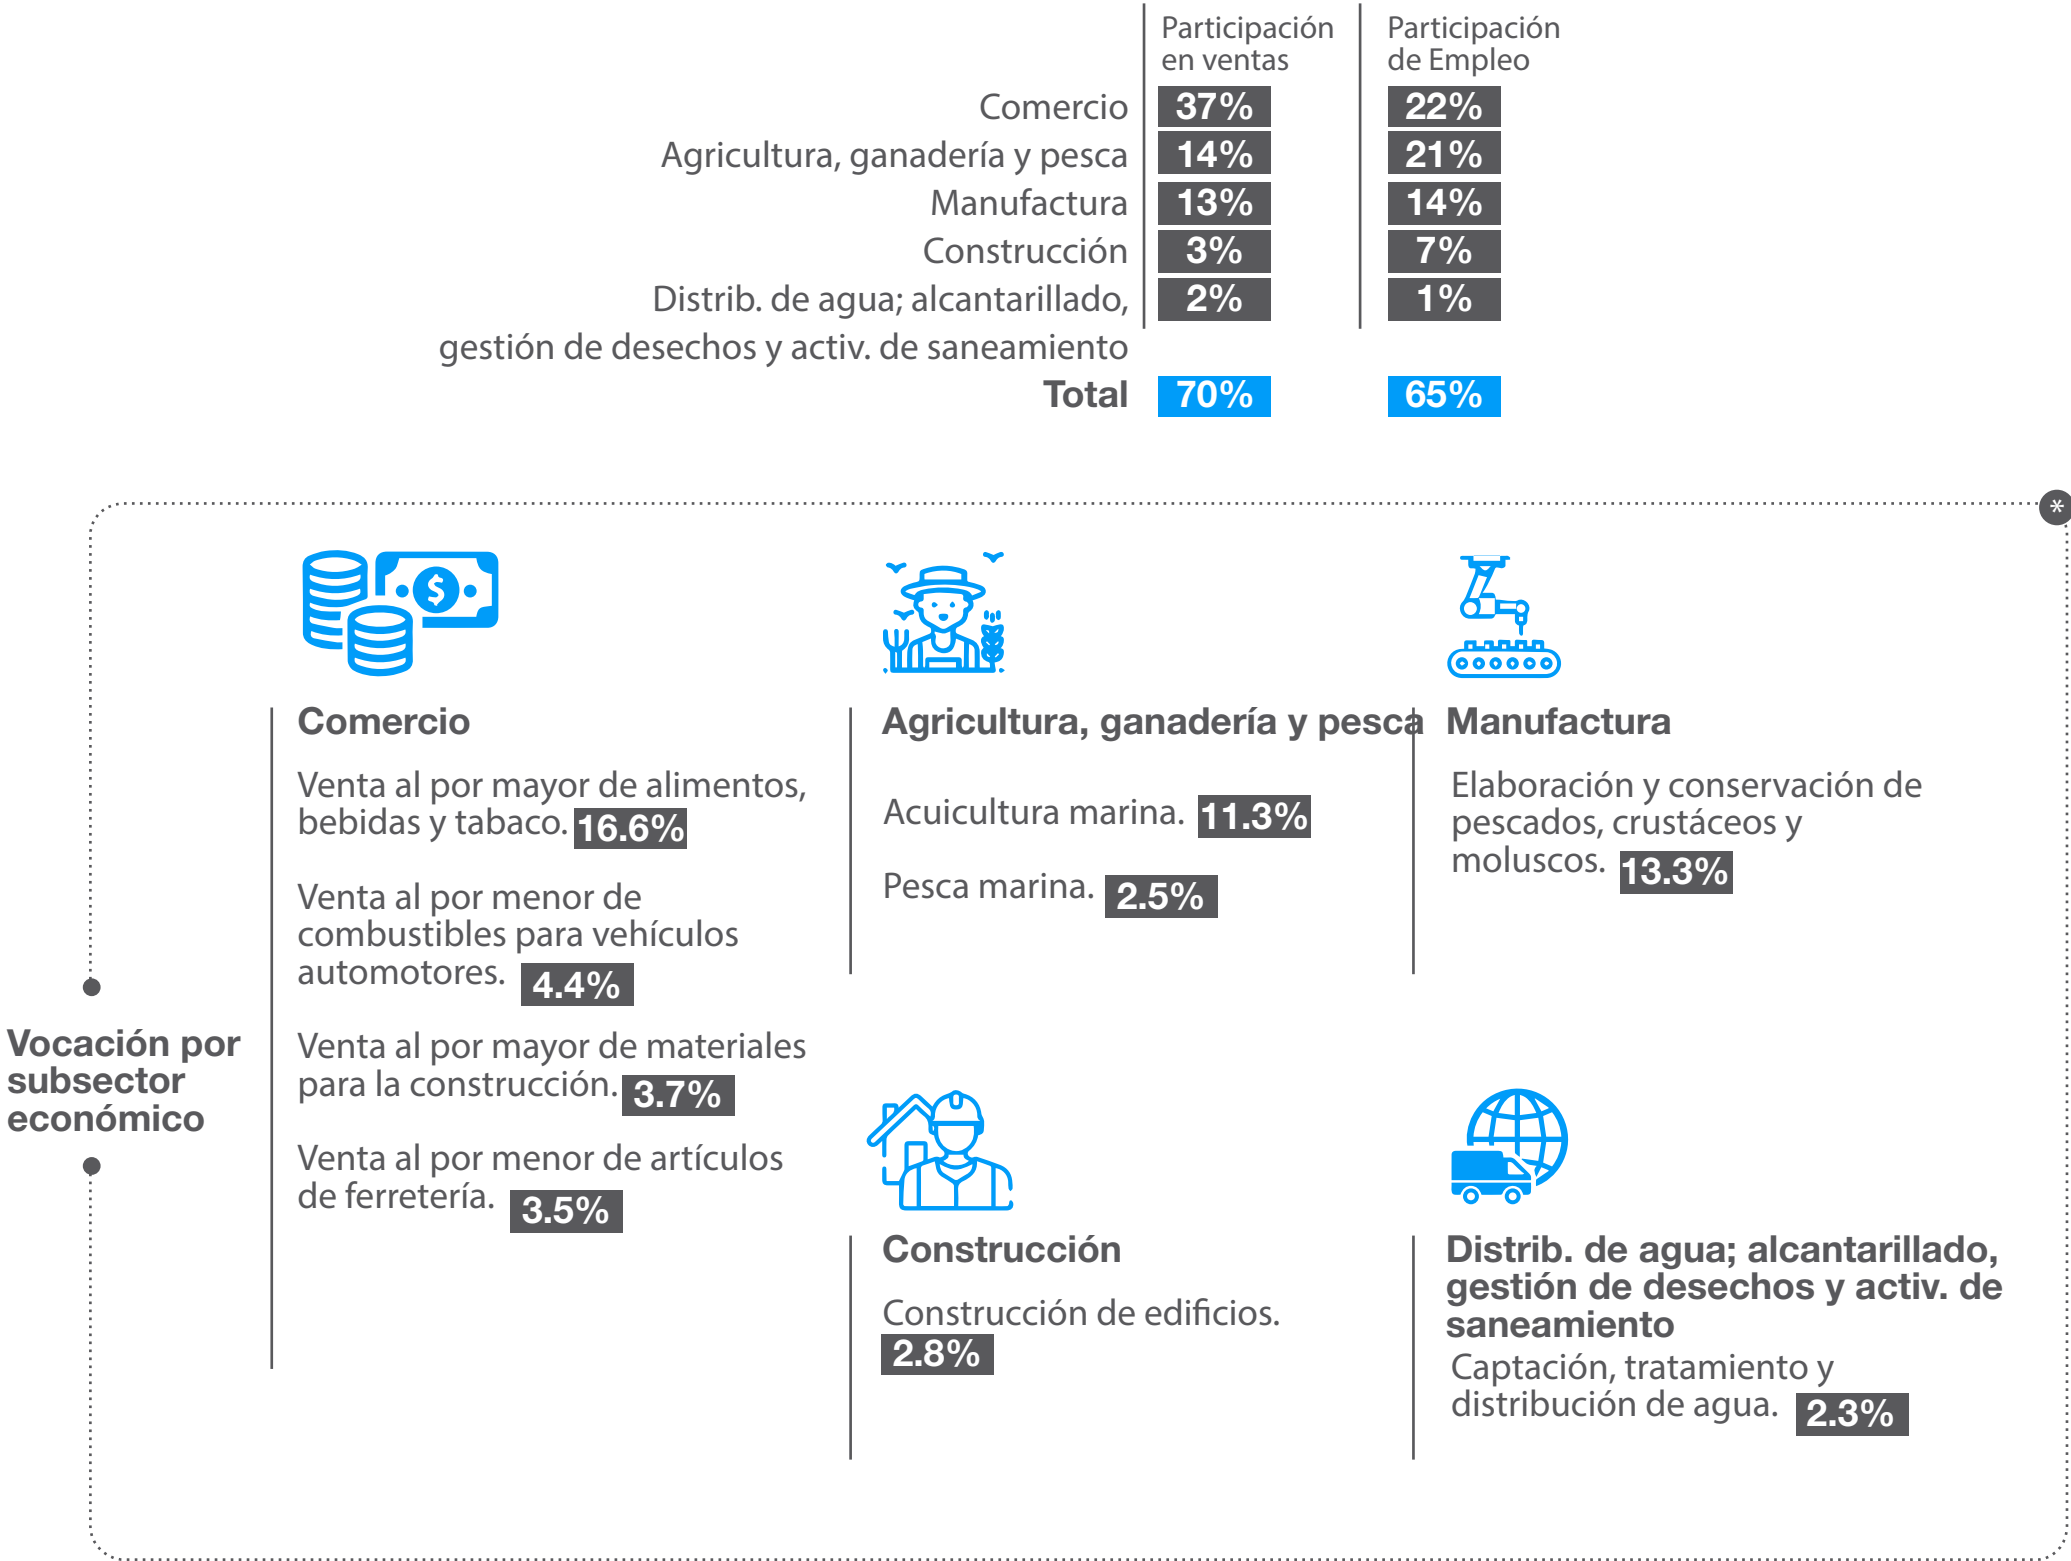 Participación
en ventas
Participación
de Empleo
Comercio 37% 22%
Agricultura, ganadería y pesca 14% 21%
Manufactura 13% 14%
Construcción 3% 7%
Distrib. de agua; alcantarillado, 2% 1%
gestión de desechos y activ. de saneamiento
Total 70% 65%
*
Vocación por
subsector
económico
Comercio
Venta al por mayor de alimentos,
bebidas y tabaco. 16.6%
Venta al por menor de
combustibles para vehículos
automotores. 4.4%
Venta al por mayor de materiales
para la construcción. 3.7%
Venta al por menor de artículos
de ferretería. 3.5%
Agricultura, ganadería y pesca
Acuicultura marina. 11.3%
Pesca marina. 2.5%
Manufactura
Elaboración y conservación de
pescados, crustáceos y
moluscos. 13.3%
Construcción
Construcción de edificios.
2.8%
Distrib. de agua; alcantarillado,
gestión de desechos y activ. de
saneamiento
Captación, tratamiento y
distribución de agua. 2.3%